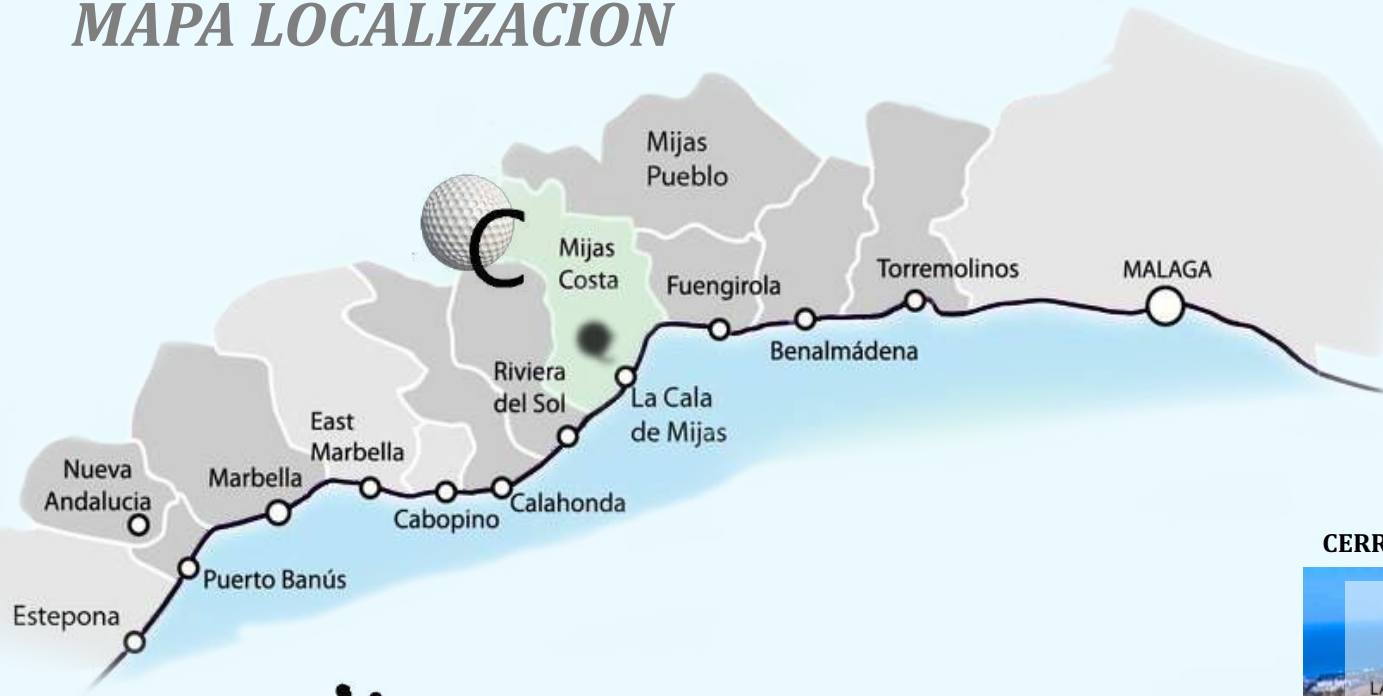 MAPA LOCALIZACION
Mijas
Pueblo
C
Mijas
Costa
Fuengirola
Torremolinos
MALAGA
Benalmádena
Riviera
del Sol
La Cala
de Mijas
East
Marbella
Nueva
Andalucia
Marbella
Calahonda
Cabopino
CERR
Puerto Banús
Estepona